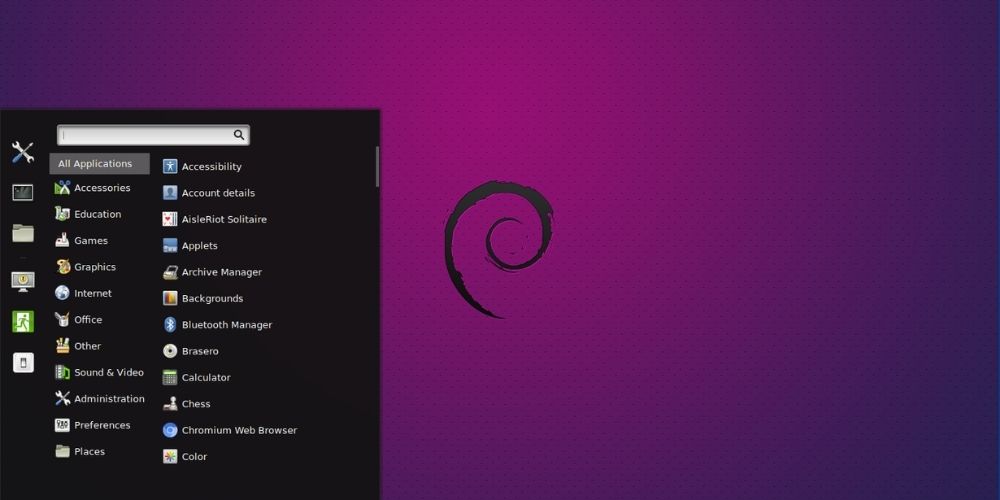 All Applications
Accessories
Education
Games
Graphics
Internet
Office
Other
Sound & Video
Administration
Preferences
Places
Accessibility
Account details
AisleRiot Solitaire
Applets
Archive Manager
Backgrounds
Bluetooth Manager
Brasero
Calculator
Chess
Chromium Web Browser
Color